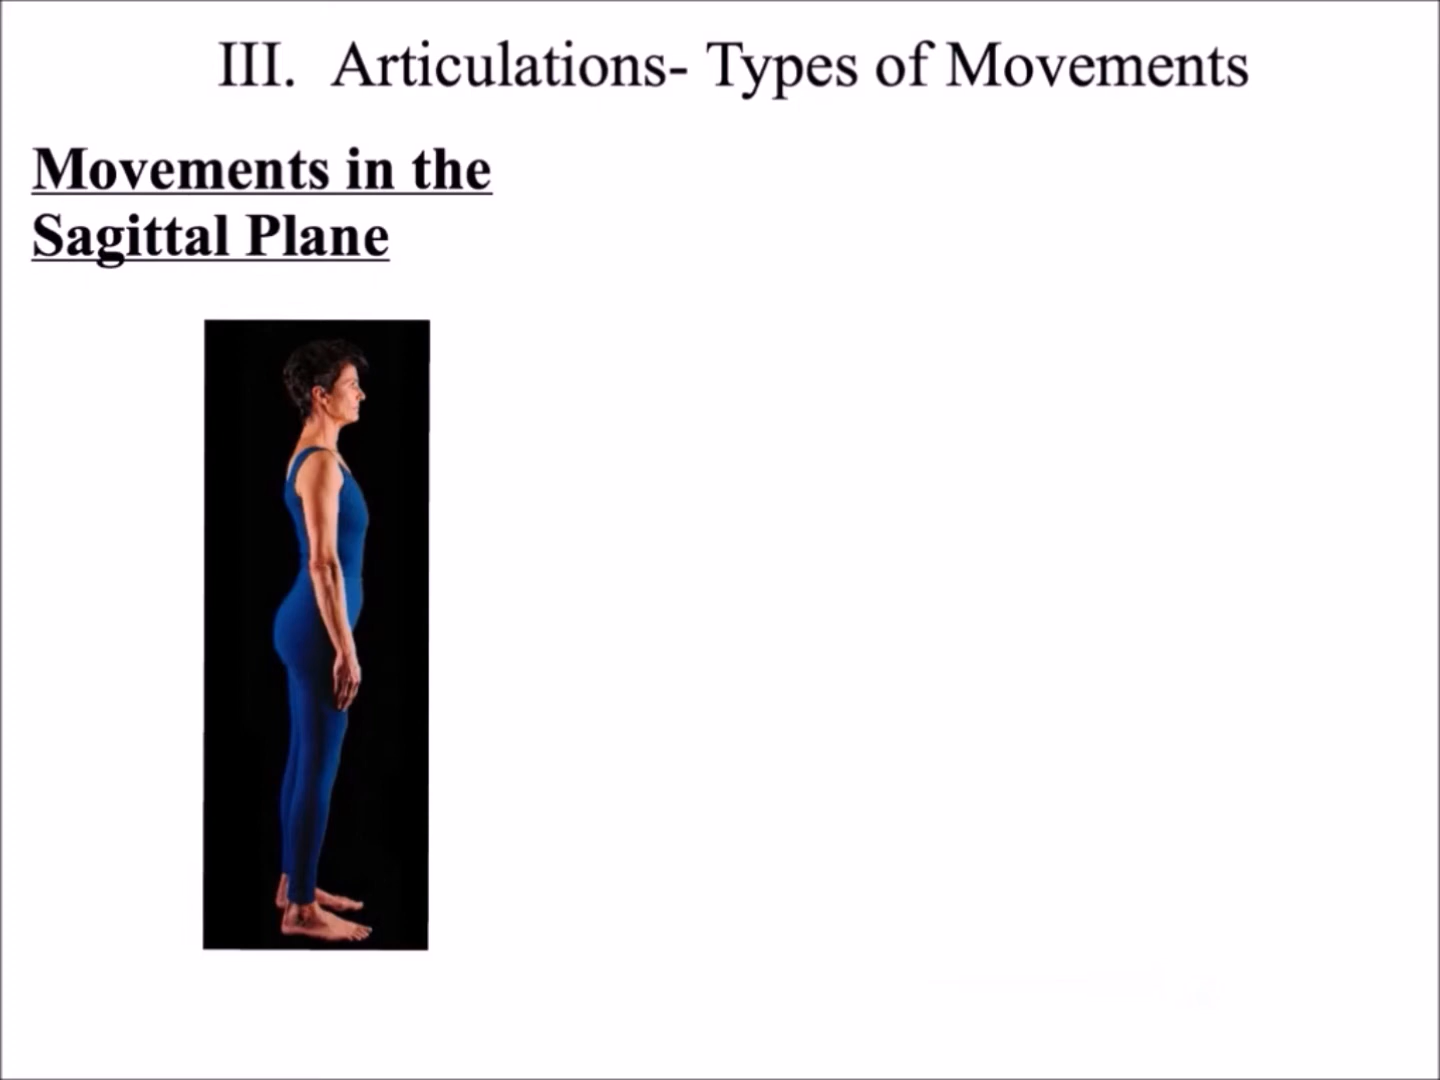 III. Articulations- Types of Movements
Movements in the
Sagittal Plane